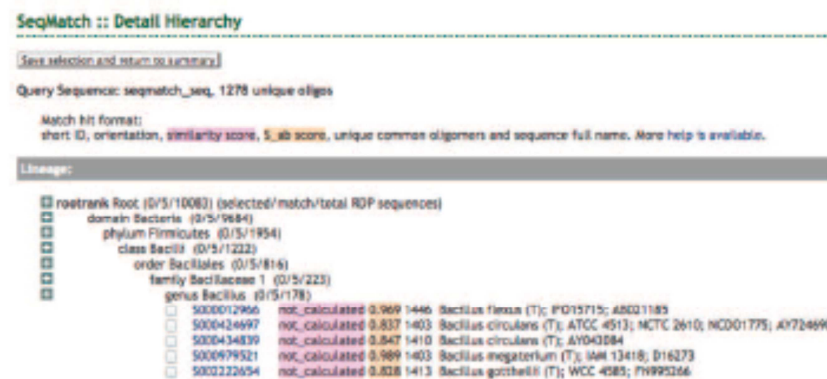 SeqMatch :: Detail Hierarchy
Save selection and return to summary
Query Sequence: seqmatch_seq, 1278 unique oligos
Match hit format:
short ID, orientation, similarity score, S_ab score, unique common oligomers and sequence full name. More help is available.
Lineage:
rootrank Root (0/5/10083) (selected/match/total RDP sequences)
domain Bacteria (0/5/9684)
phylum Firmicutes (0/5/1954)
class Bacilli (0/5/1222)
order Bacillales (0/5/816)
family Bacillaceae 1 (0/5/223)
genus Bacillus (0/5/178)
S000012966 not_calculated 0.969 1446 Bacillus flexus (T); IFO15715; AB021185
S000424697 not_calculated 0.837 1403 Bacillus circulans (T); ATCC 4513; NCTC 2610; NCDO1775; AY724690
S000434839 not_calculated 0.847 1410 Bacillus circulans (T); AY043084
S000979521 not_calculated 0.989 1403 Bacillus megaterium (T); IAM 13418; D16273
S002222654 not_calculated 0.828 1413 Bacillus gottheilii (T); WCC 4585; FN995266